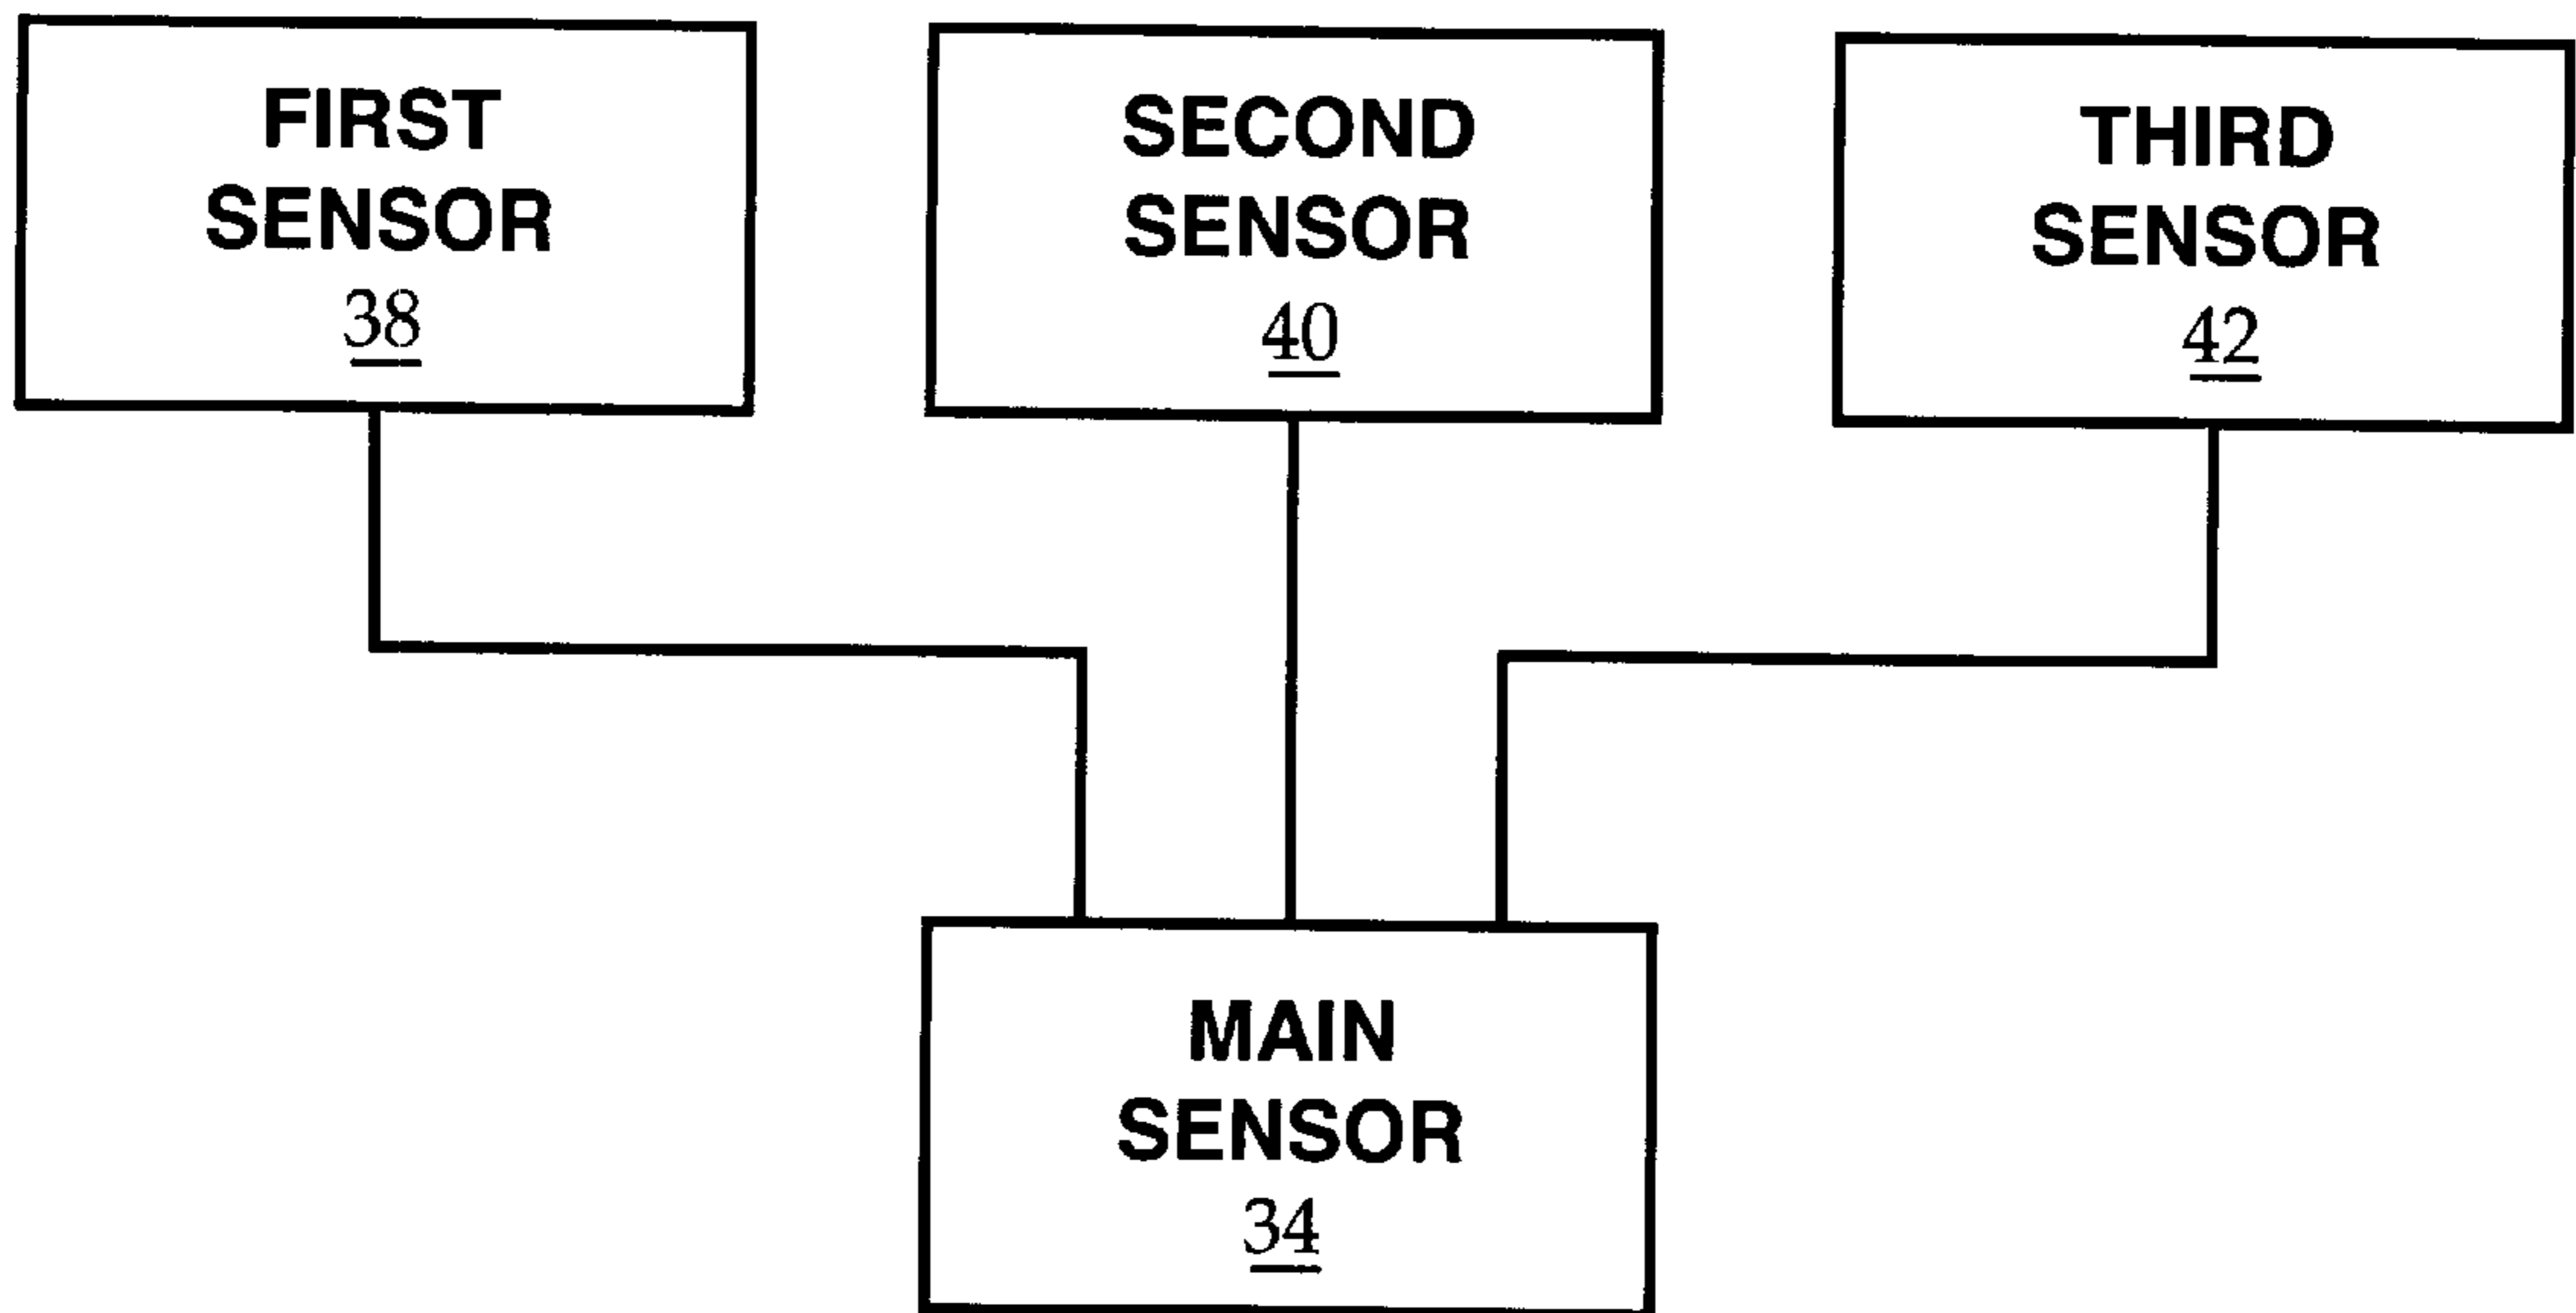 FIRST
SENSOR
38
SECOND
SENSOR
40
THIRD
SENSOR
42
MAIN
SENSOR
34